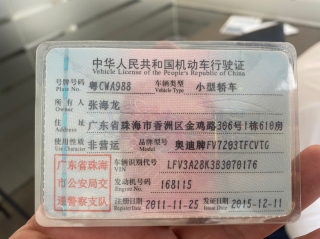 中华人民共和国机动车行驶证
Vehicle License of the People's Republic of China
号牌号码 粤CWA988 车辆类型 小型轿车
Plate No. Vehicle Type
所有人 张海龙
Owner
住址 广东省珠海市香洲区金鸡路306号1栋610房
Address
使用性质 非营运 品牌型号 奥迪牌FV7203TFCVTG
Use Character Model
广东省珠海 车辆识别代号 LFV3A28K3B3070176
VIN
市公安局交 发动机号码 168115
Engine No.
通警察支队 注册日期 2011-11-25 发证日期 2015-12-11
Register Date Issue Date